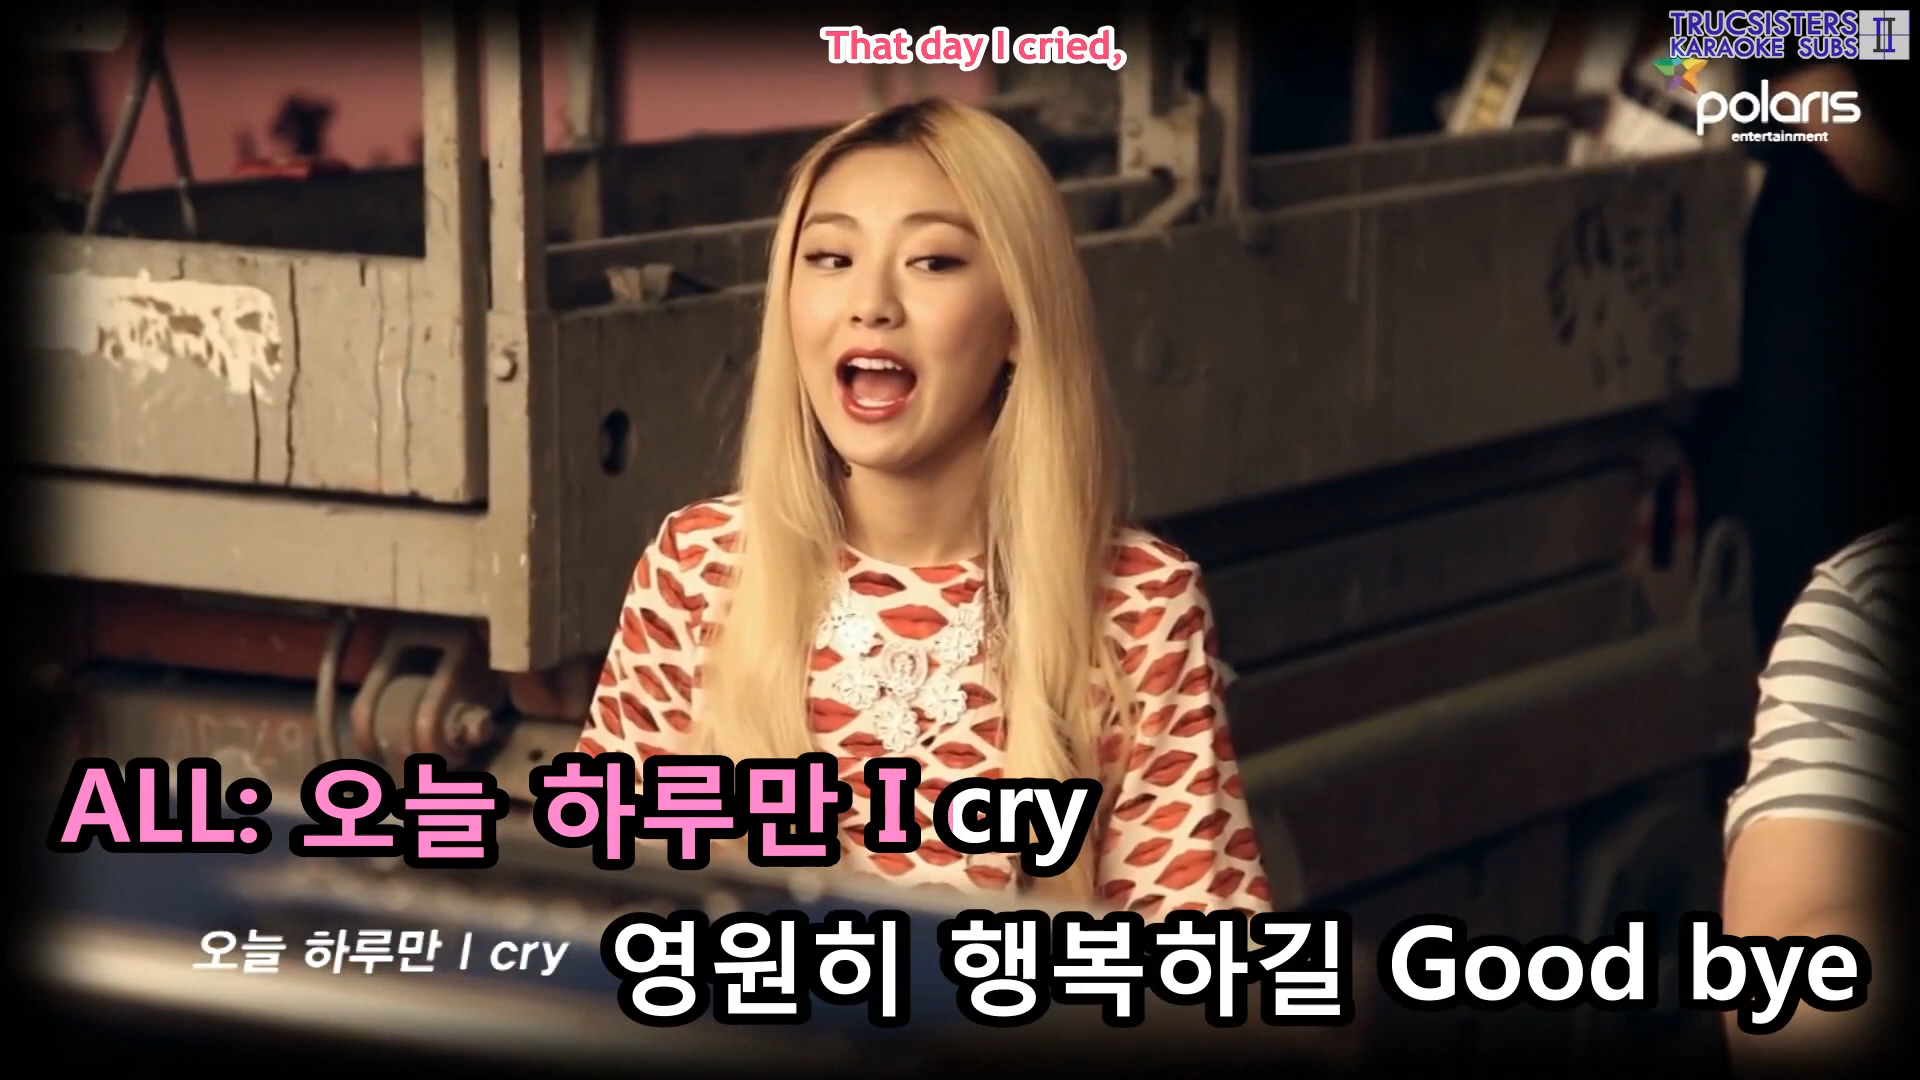 That day I cried,
TRUCSISTERS
KARAOKE SUBS II
polaris
entertainment
ALL: 오늘 하루만 I cry
오늘 하루만 I cry
영원히 행복하길 Good bye